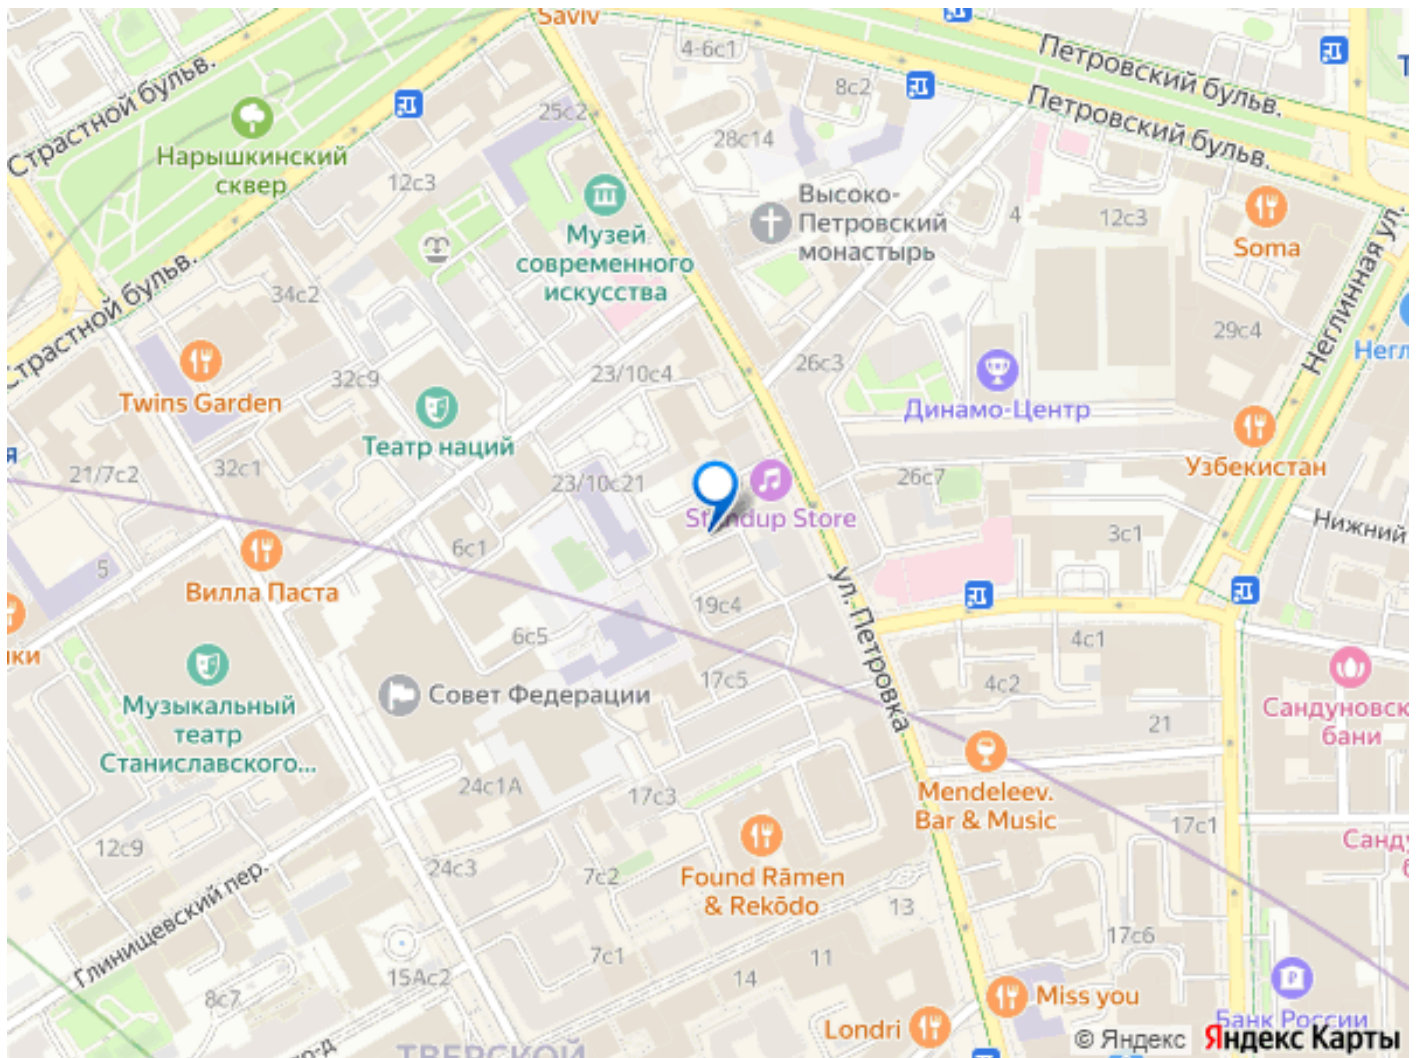 Saviv
4-6с1
Петровский бульв.
Страстной бульв.
25с2
8с2
Петровский бульв.
Нарышкинский
сквер
28с14
12с3
Высоко-
Петровский
монастырь
4
12с3
Soma
Музей
современного
искусства
Неглинная ул.
Страстной бульв.
34с2
29с4
Twins Garden
32с9
23/10с4
26с3
Динамо-Центр
Театр наций
21/7с2
32с1
23/10с21
26с7
Узбекистан
Standup Store
Нижний
6с1
3с1
5
Вилла Паста
ул. Петровка
19с4
6с5
4с1
17с5
4с2
Совет Федерации
Музыкальный
театр
Станиславского...
21
24с1А
17с3
Mendeleev.
Bar & Music
17с1
12с9
24с3
7с2
Found Rāmen
& Rekōdo
13
Глинищевский пер.
7с1
11
14
17с6
15Ас2
8с7
Miss you
Londri
Банк России
ТВЕРСКОЙ
© Яндекс Яндекс Карты